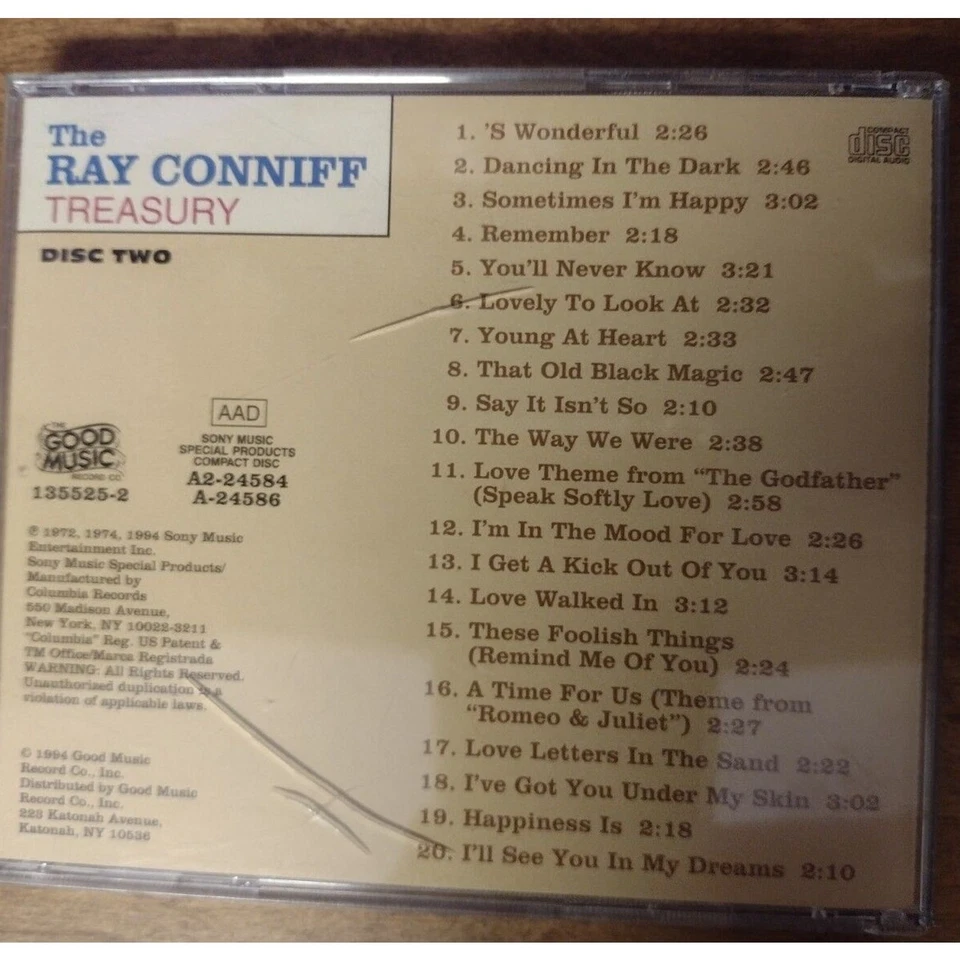 The
RAY CONNIFF
TREASURY
DISC TWO
1. 'S Wonderful 2:26
2. Dancing In The Dark 2:46
3. Sometimes I'm Happy 3:02
4. Remember 2:18
5. You'll Never Know 3:21
6. Lovely To Look At 2:32
7. Young At Heart 2:33
8. That Old Black Magic 2:47
9. Say It Isn't So 2:10
10. The Way We Were 2:38
11. Love Theme from "The Godfather"
(Speak Softly Love) 2:58
12. I'm In The Mood For Love 2:26
13. I Get A Kick Out Of You 3:14
14. Love Walked In 3:12
15. These Foolish Things
(Remind Me Of You) 2:24
16. A Time For Us (Theme from
"Romeo & Juliet") 2:27
17. Love Letters In The Sand 2:22
18. I've Got You Under My Skin 3:02
19. Happiness Is 2:18
20. I'll See You In My Dreams 2:10
COMPACT
disc
DIGITAL AUDIO
THE
GOOD
MUSIC
RECORD CO.
135525-2
AAD
SONY MUSIC
SPECIAL PRODUCTS
COMPACT DISC
A2-24584
A-24586
℗ 1972, 1974, 1994 Sony Music
Entertainment Inc.
Sony Music Special Products/
Manufactured by
Columbia Records
550 Madison Avenue,
New York, NY 10022-3211
"Columbia" Reg. US Patent &
TM Office/Marca Registrada
WARNING: All Rights Reserved.
Unauthorized duplication is a
violation of applicable laws.
© 1994 Good Music
Record Co., Inc.
Distributed by Good Music
Record Co., Inc.
223 Katonah Avenue,
Katonah, NY 10536